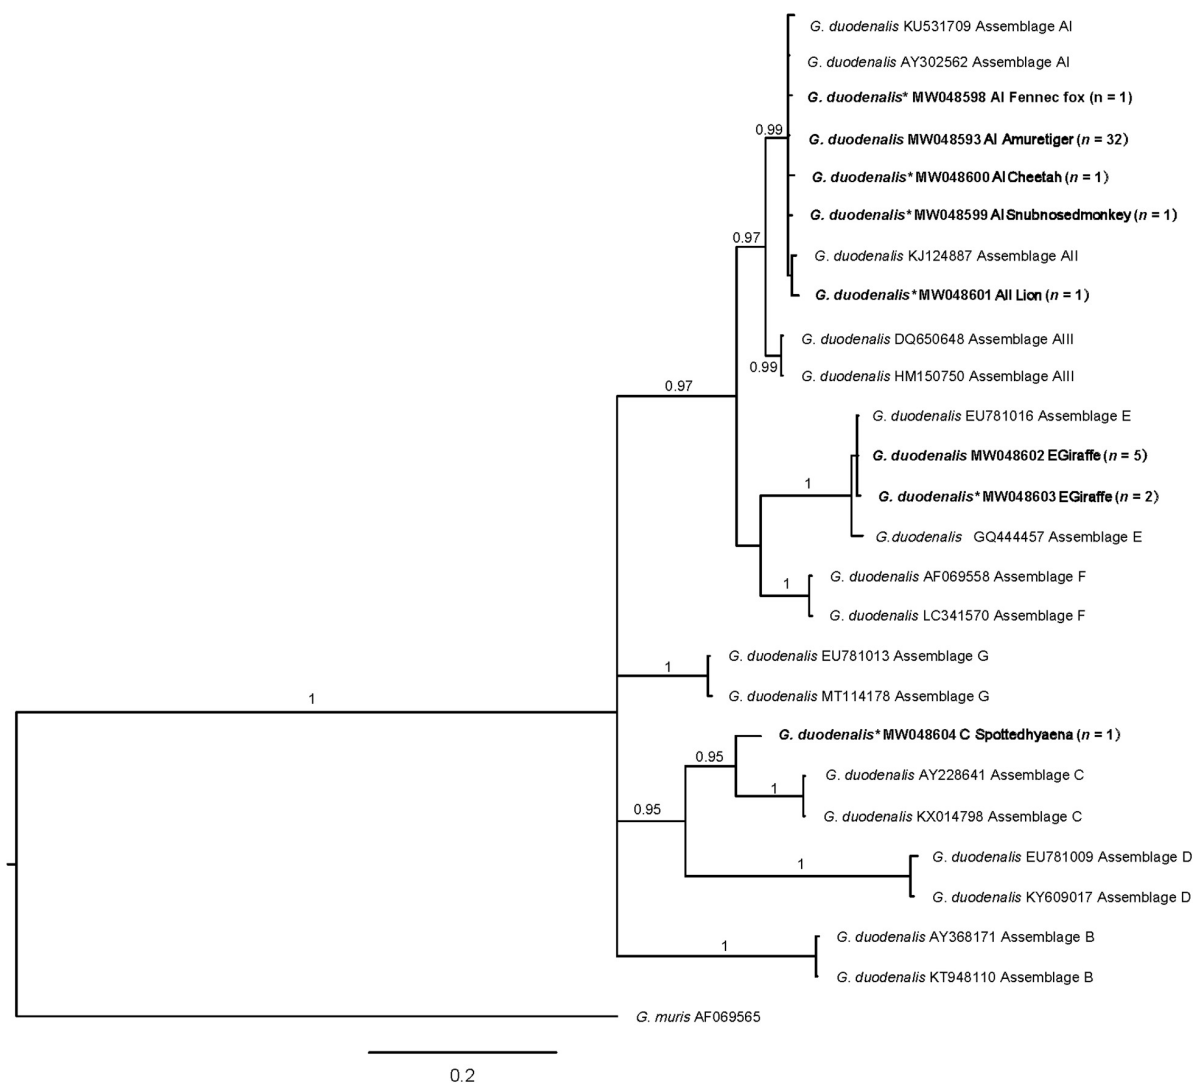 G. duodenalis KU531709 Assemblage AI
G. duodenalis AY302562 Assemblage AI
G. duodenalis* MW048598 AI Fennec fox (n = 1)
0.99
G. duodenalis MW048593 AI Amuretiger (n = 32)
G. duodenalis* MW048600 AI Cheetah (n = 1)
G. duodenalis* MW048599 AI Snubnosedmonkey (n = 1)
0.97
G. duodenalis KJ124887 Assemblage AII
G. duodenalis* MW048601 AII Lion (n = 1)
G. duodenalis DQ650648 Assemblage AIII
0.99
G. duodenalis HM150750 Assemblage AIII
0.97
G. duodenalis EU781016 Assemblage E
G. duodenalis MW048602 EGiraffe (n = 5)
1
G. duodenalis* MW048603 EGiraffe (n = 2)
G.duodenalis GQ444457 Assemblage E
G. duodenalis AF069558 Assemblage F
1
G. duodenalis LC341570 Assemblage F
G. duodenalis EU781013 Assemblage G
1
G. duodenalis MT114178 Assemblage G
1
G. duodenalis* MW048604 C Spottedhyaena (n = 1)
0.95
G. duodenalis AY228641 Assemblage C
1
0.95
G. duodenalis KX014798 Assemblage C
G. duodenalis EU781009 Assemblage D
1
G. duodenalis KY609017 Assemblage D
G. duodenalis AY368171 Assemblage B
1
G. duodenalis KT948110 Assemblage B
G. muris AF069565
0.2